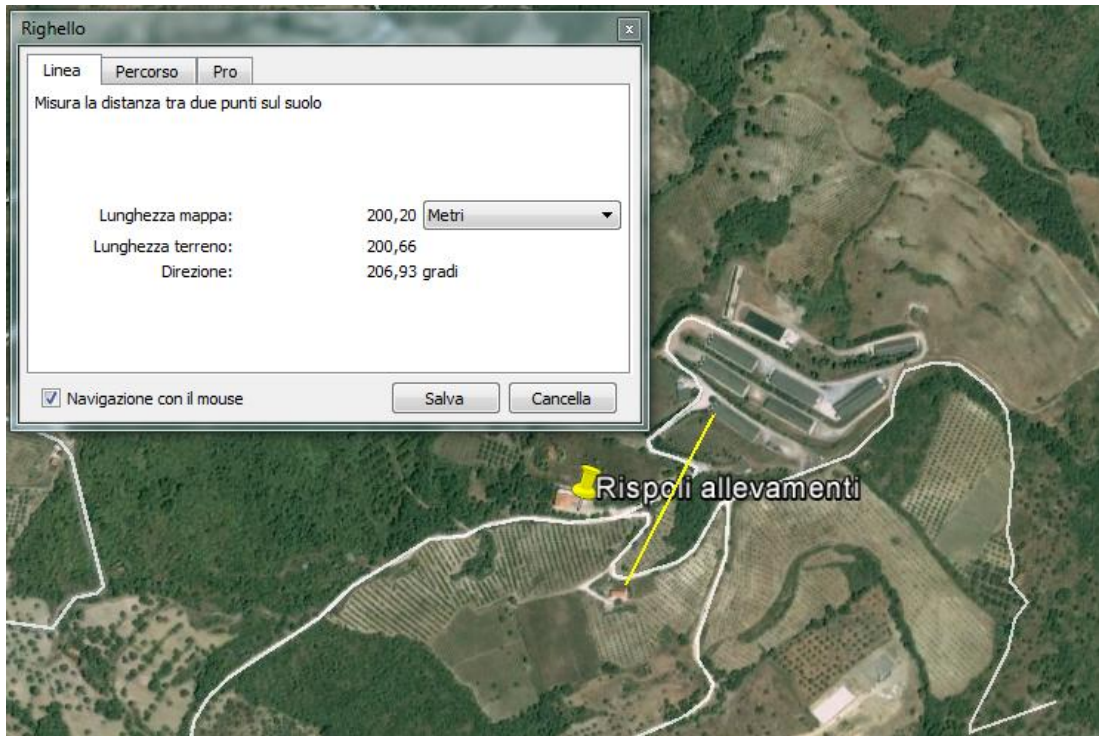 Righello
Linea Percorso Pro
Misura la distanza tra due punti sul suolo
Lunghezza mappa: 200,20 Metri
Lunghezza terreno: 200,66
Direzione: 206,93 gradi
Navigazione con il mouse Salva Cancella
Rispoli allevamenti